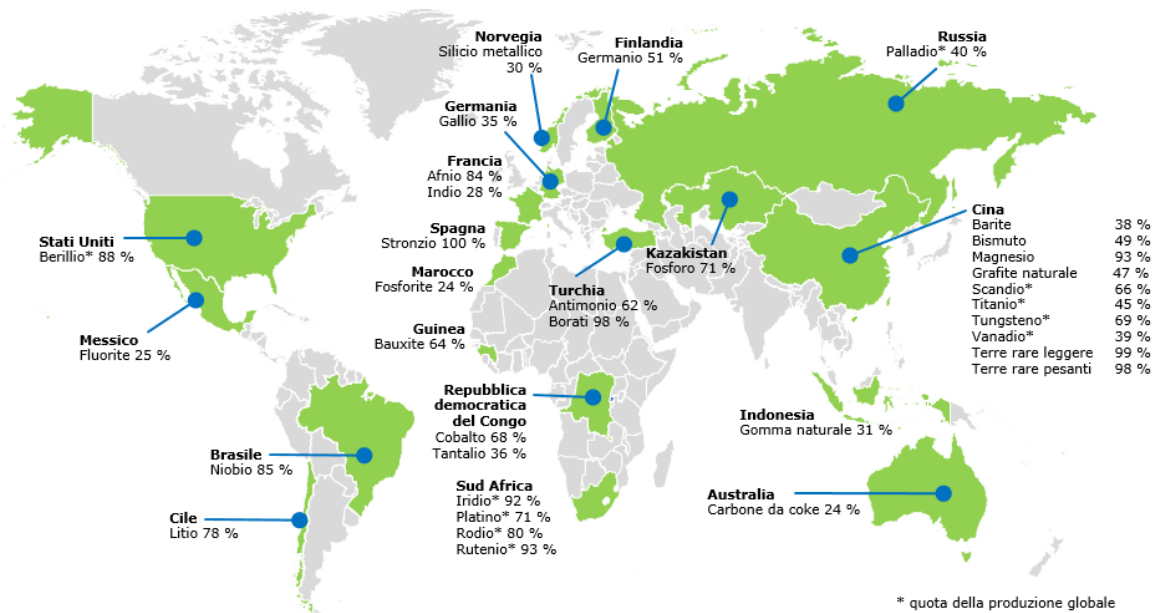 Norvegia
Silicio metallico
30 %
Finlandia
Germanio 51 %
Russia
Palladio* 40 %
Germania
Gallio 35 %
Francia
Afnio 84 %
Indio 28 %
Spagna
Stronzio 100 %
Marocco
Fosforite 24 %
Stati Uniti
Berillio* 88 %
Messico
Fluorite 25 %
Kazakistan
Fosforo 71 %
Turchia
Antimonio 62 %
Borati 98 %
Cina
Barite 38 %
Bismuto 49 %
Magnesio 93 %
Grafite naturale 47 %
Scandio* 66 %
Titanio* 45 %
Tungsteno* 69 %
Vanadio* 39 %
Terre rare leggere 99 %
Terre rare pesanti 98 %
Guinea
Bauxite 64 %
Repubblica
democratica
del Congo
Cobalto 68 %
Tantalio 36 %
Indonesia
Gomma naturale 31 %
Brasile
Niobio 85 %
Sud Africa
Iridio* 92 %
Platino* 71 %
Rodio* 80 %
Rutenio* 93 %
Australia
Carbone da coke 24 %
Cile
Litio 78 %
* quota della produzione globale